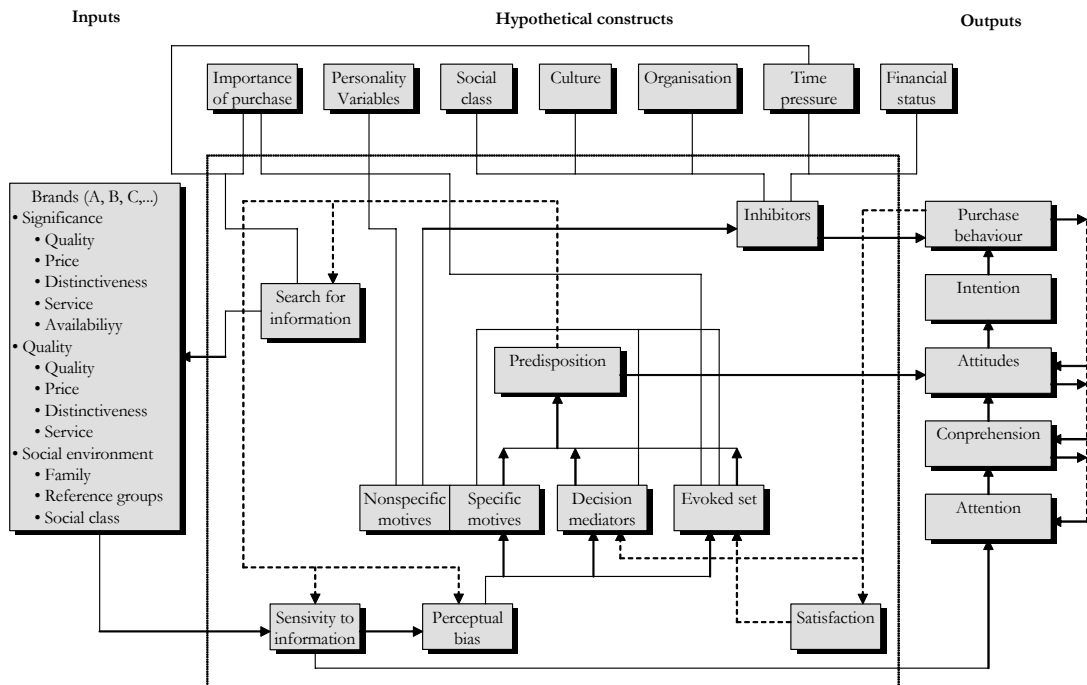 Inputs
Hypothetical constructs
Outputs
Importance
of purchase
Personality
Variables
Social
class
Culture
Organisation
Time
pressure
Financial
status
Brands (A, B, C,...)
• Significance
• Quality
• Price
• Distinctiveness
• Service
• Availabiliyy
• Quality
• Quality
• Price
• Distinctiveness
• Service
• Social environment
• Family
• Reference groups
• Social class
Inhibitors
Purchase
behaviour
Search for
information
Intention
Predisposition
Attitudes
Conprehension
Nonspecific
motives
Specific
motives
Decision
mediators
Evoked set
Attention
Sensivity to
information
Perceptual
bias
Satisfaction